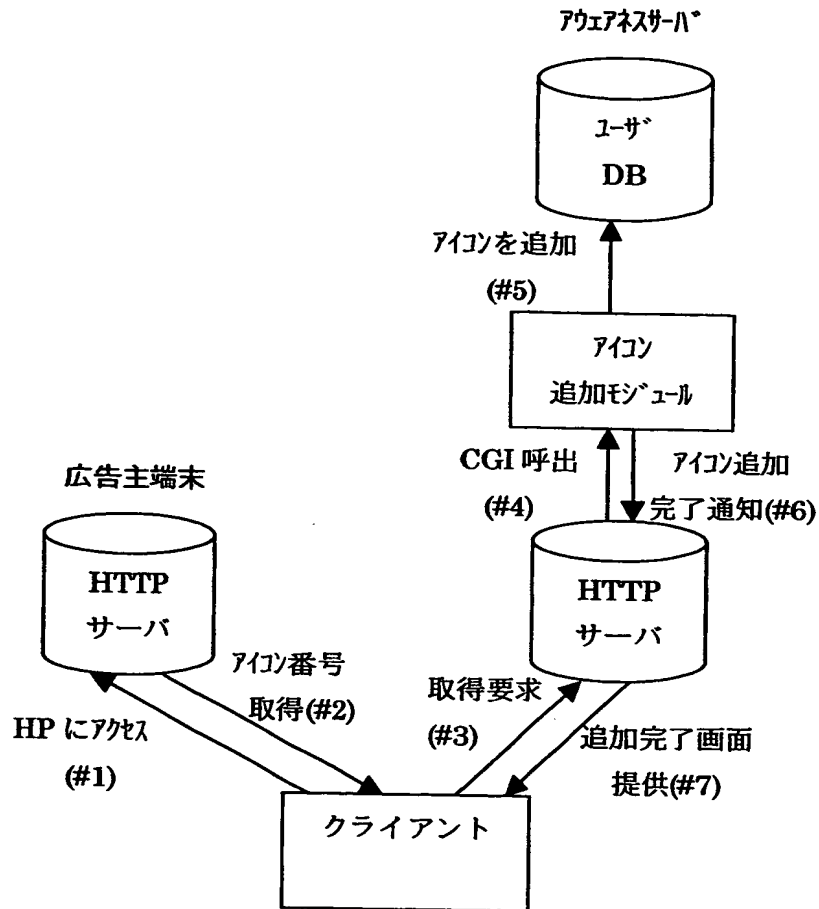 ｱｳｪｱﾈｽｻｰﾊﾞ
ﾕｰｻﾞ
DB
ｱｲｺﾝを追加
(#5)
ｱｲｺﾝ
追加ﾓｼﾞｭｰﾙ
CGI 呼出
(#4)
ｱｲｺﾝ追加
完了通知(#6)
広告主端末
HTTP
サーバ
HTTP
サーバ
ｱｲｺﾝ番号
取得(#2)
HP にｱｸｾｽ
(#1)
取得要求
(#3)
追加完了画面
提供(#7)
クライアント